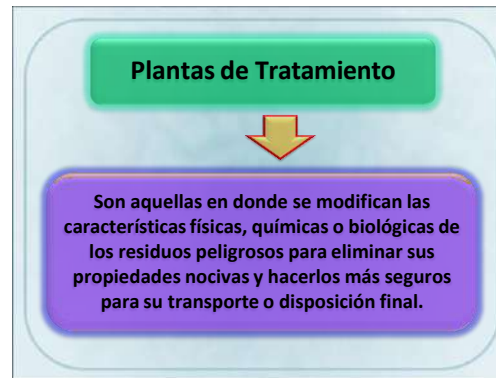 Plantas de Tratamiento
Son aquellas en donde se modifican las
características físicas, químicas o biológicas de
los residuos peligrosos para eliminar sus
propiedades nocivas y hacerlos más seguros
para su transporte o disposición final.